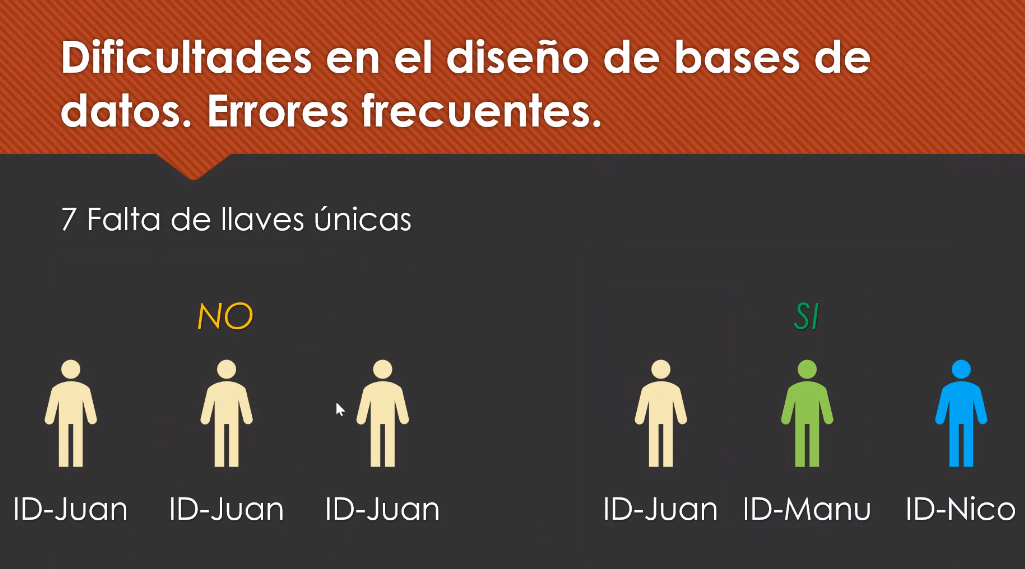 Dificultades en el diseño de bases de
datos. Errores frecuentes.
7 Falta de llaves únicas
NO
SI
ID-Juan ID-Juan ID-Juan
ID-Juan ID-Manu ID-Nico